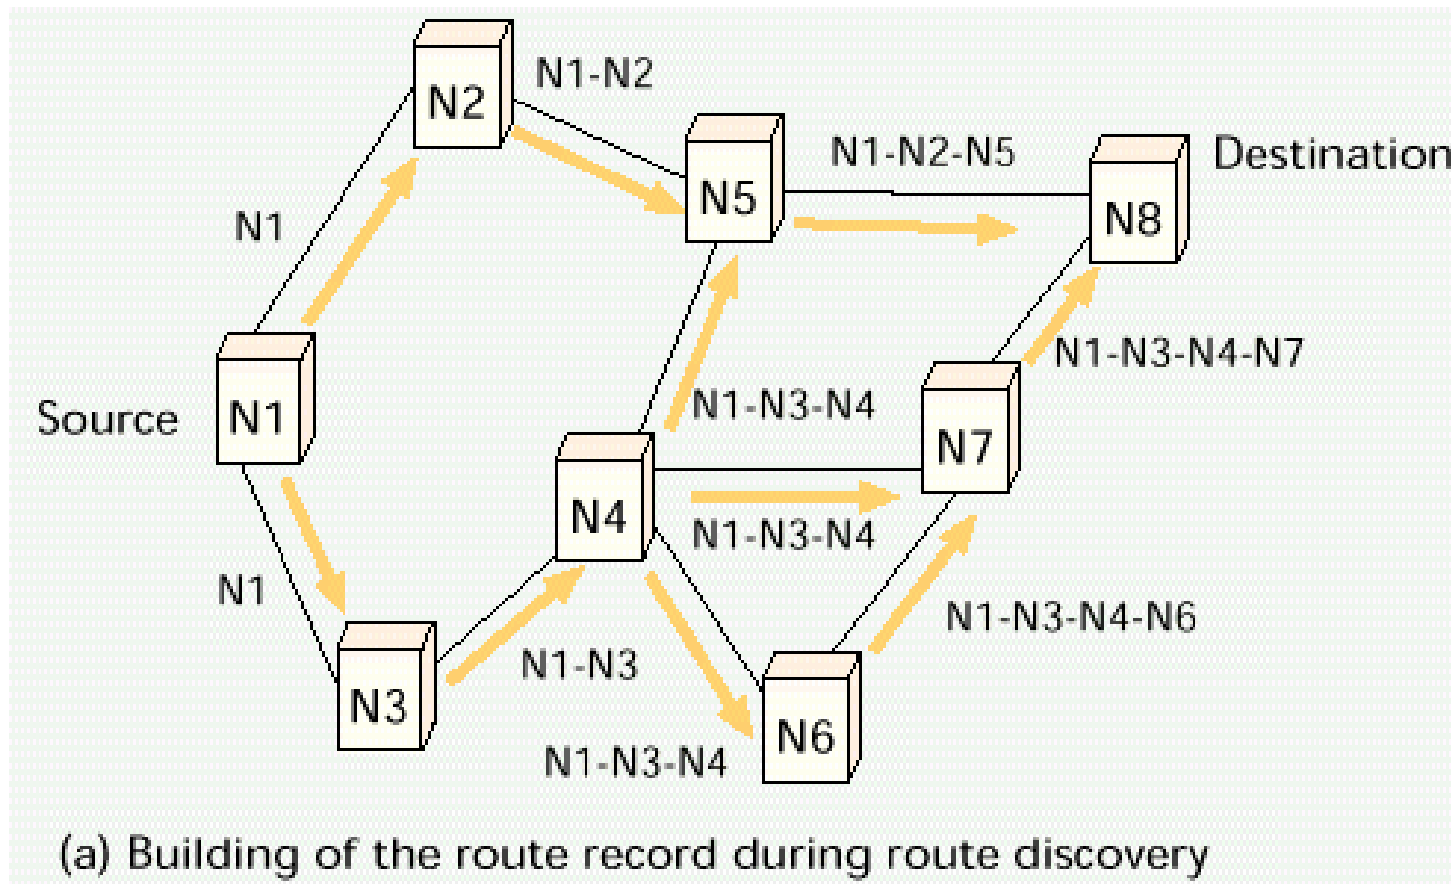 N2
N1-N2
N5
N1-N2-N5
Destination
N8
N1
Source
N1
N1-N3-N4-N7
N1-N3-N4
N7
N4
N1-N3-N4
N1
N3
N1-N3
N1-N3-N4-N6
N6
N1-N3-N4
(a) Building of the route record during route discovery